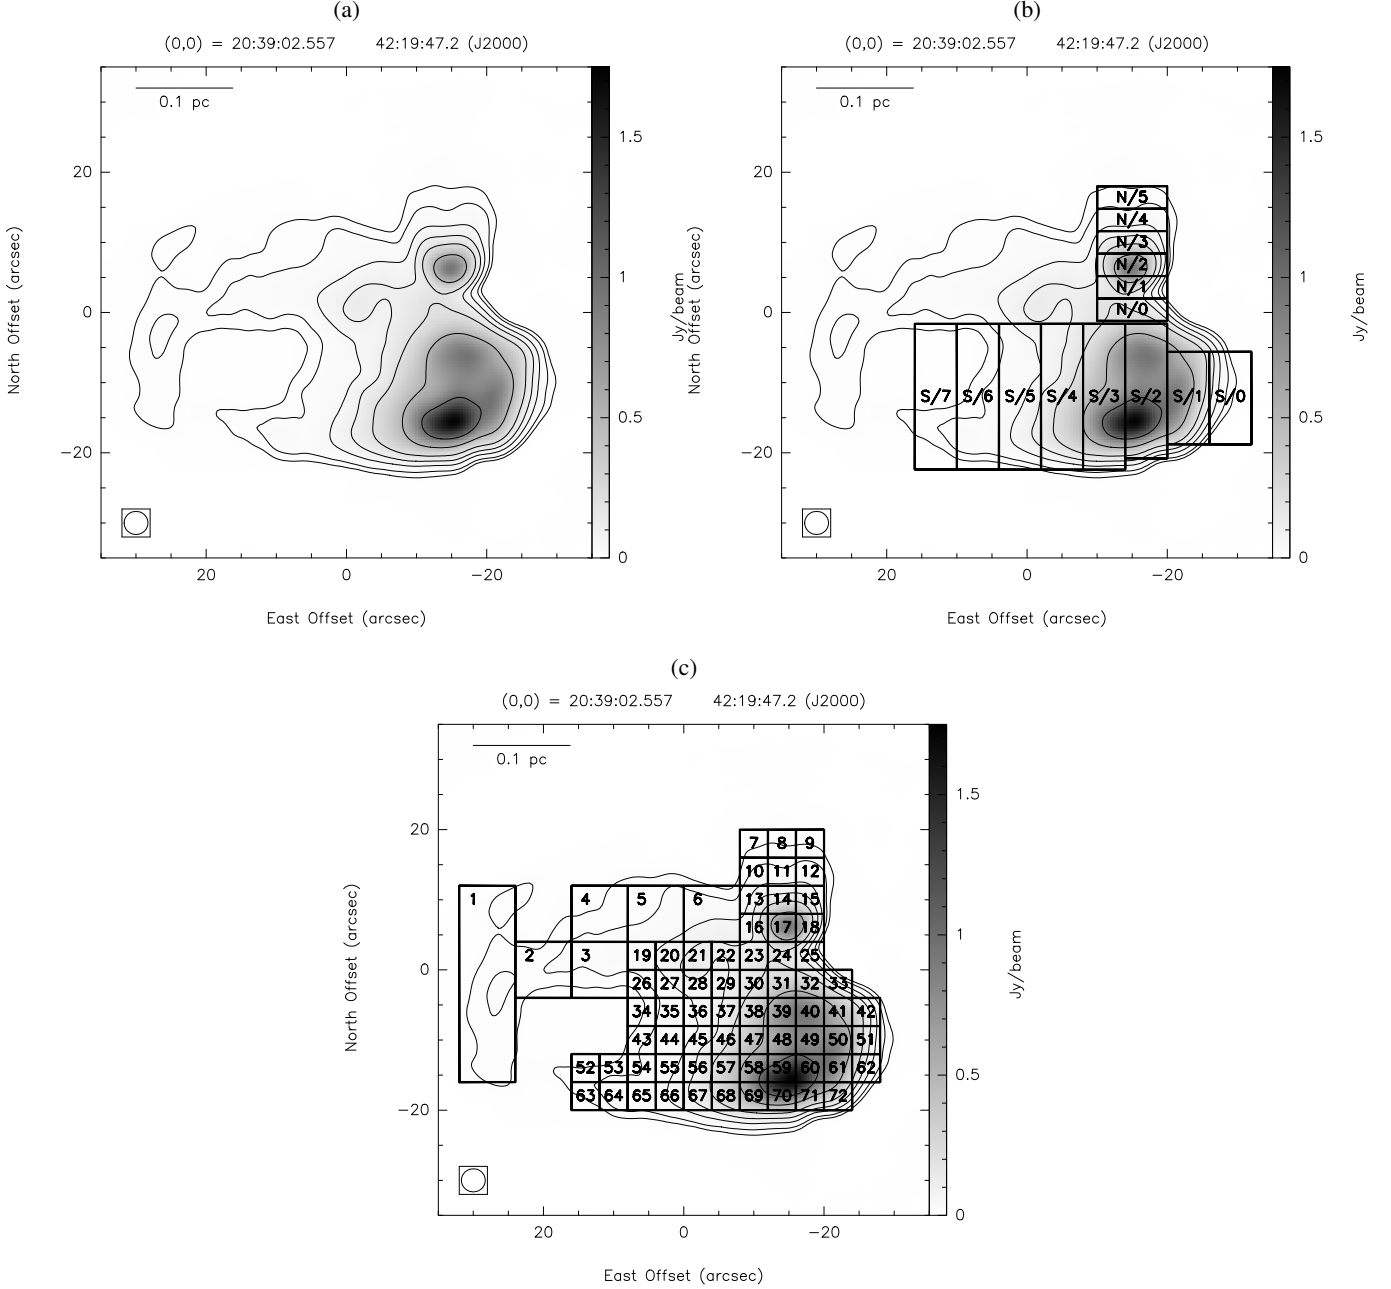 (a)
(0,0) = 20:39:02.557 42:19:47.2 (J2000)
0.1 pc
20
0
−20
North Offset (arcsec)
20 0 −20
East Offset (arcsec)
1.5
1
0.5
0
Jy/beam
(b)
(0,0) = 20:39:02.557 42:19:47.2 (J2000)
0.1 pc
20
0
−20
North Offset (arcsec)
N/5
N/4
N/3
N/2
N/1
N/0
S/7 S/6 S/5 S/4 S/3 S/2 S/1 S/0
20 0 −20
East Offset (arcsec)
1.5
1
0.5
0
Jy/beam
(c)
(0,0) = 20:39:02.557 42:19:47.2 (J2000)
0.1 pc
20
0
−20
North Offset (arcsec)
7 8 9
10 11 12
1 4 5 6 13 14 15
16 17 18
2 3 19 20 21 22 23 24 25
26 27 28 29 30 31 32 33
34 35 36 37 38 39 40 41 42
43 44 45 46 47 48 49 50 51
52 53 54 55 56 57 58 59 60 61 62
63 64 65 66 67 68 69 70 71 72
20 0 −20
East Offset (arcsec)
1.5
1
0.5
0
Jy/beam